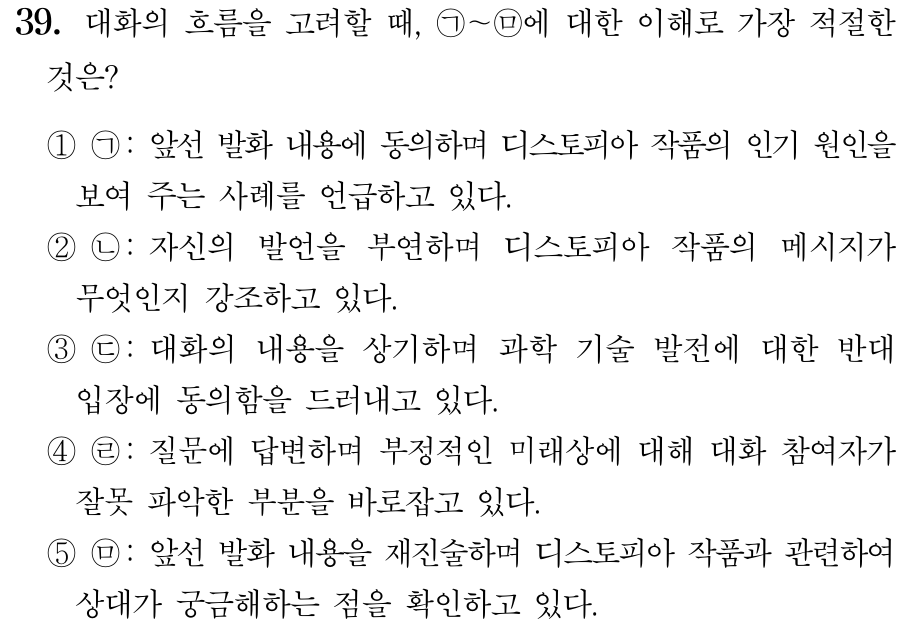 39. 대화의 흐름을 고려할 때, ㉠~㉤에 대한 이해로 가장 적절한
것은?
① ㉠: 앞선 발화 내용에 동의하며 디스토피아 작품의 인기 원인을
보여 주는 사례를 언급하고 있다.
② ㉡: 자신의 발언을 부연하며 디스토피아 작품의 메시지가
무엇인지 강조하고 있다.
③ ㉢: 대화의 내용을 상기하며 과학 기술 발전에 대한 반대
입장에 동의함을 드러내고 있다.
④ ㉣: 질문에 답변하며 부정적인 미래상에 대해 대화 참여자가
잘못 파악한 부분을 바로잡고 있다.
⑤ ㉤: 앞선 발화 내용을 재진술하며 디스토피아 작품과 관련하여
상대가 궁금해하는 점을 확인하고 있다.